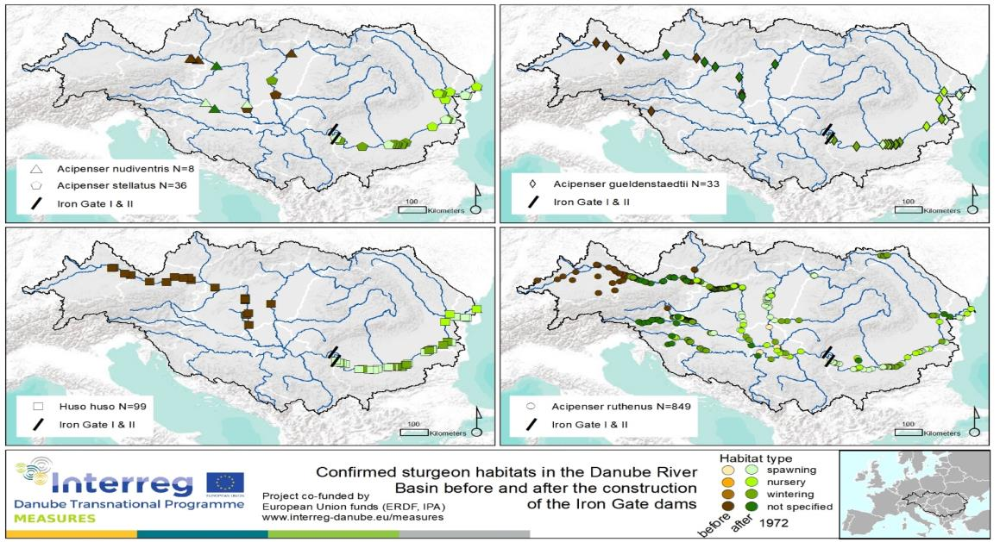 Acipenser nudiventris N=8
Acipenser stellatus N=36
Iron Gate I & II
100
Kilometers
Acipenser gueldenstaedtii N=33
Iron Gate I & II
100
Kilometers
Huso huso N=99
Iron Gate I & II
100
Kilometers
Acipenser ruthenus N=849
Iron Gate I & II
100
Kilometers
Interreg
EUROPEAN UNION
Danube Transnational Programme
MEASURES
Project co-funded by
European Union funds (ERDF, IPA)
www.interreg-danube.eu/measures
Confirmed sturgeon habitats in the Danube River
Basin before and after the construction
of the Iron Gate dams
Habitat type
spawning
nursery
wintering
not specified
before after 1972